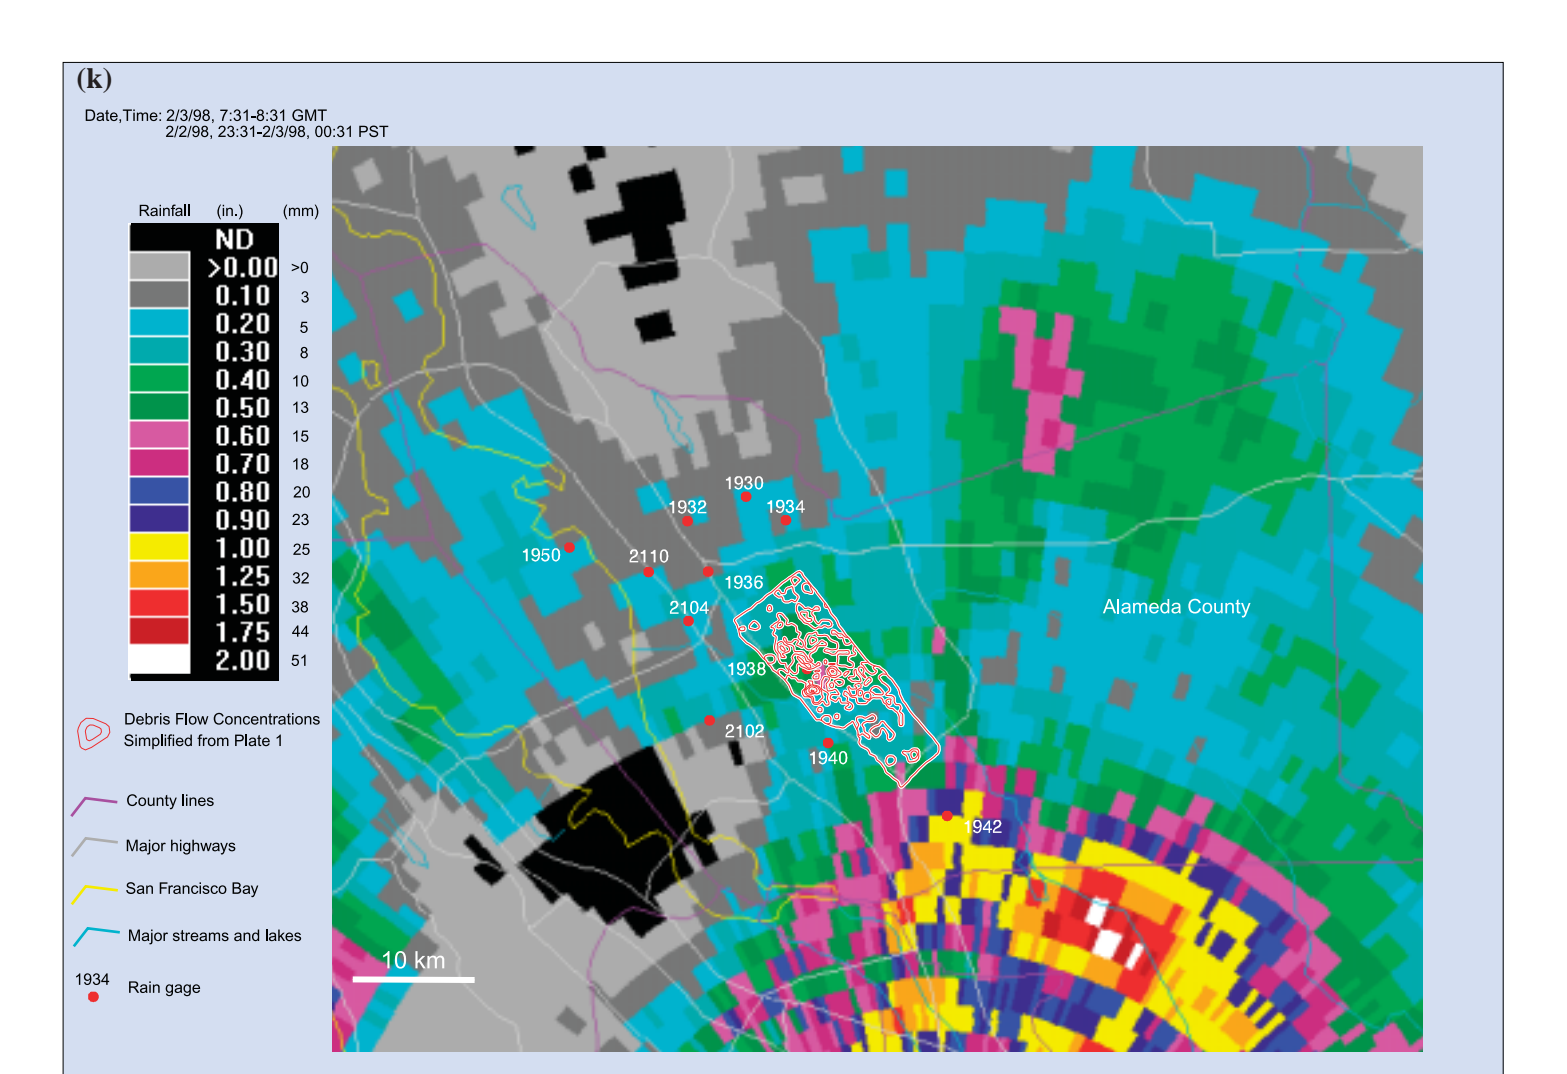 (k)
Date,Time: 2/3/98, 7:31-8:31 GMT
2/2/98, 23:31-2/3/98, 00:31 PST
Rainfall (in.) (mm)
ND
>0.00 >0
0.10 3
0.20 5
0.30 8
0.40 10
0.50 13
0.60 15
0.70 18
0.80 20
0.90 23
1.00 25
1.25 32
1.50 38
1.75 44
2.00 51
Debris Flow Concentrations
Simplified from Plate 1
County lines
Major highways
San Francisco Bay
Major streams and lakes
1934
Rain gage
1930
1932
1934
1950
2110
1936
2104
Alameda County
1938
2102
1940
1942
10 km